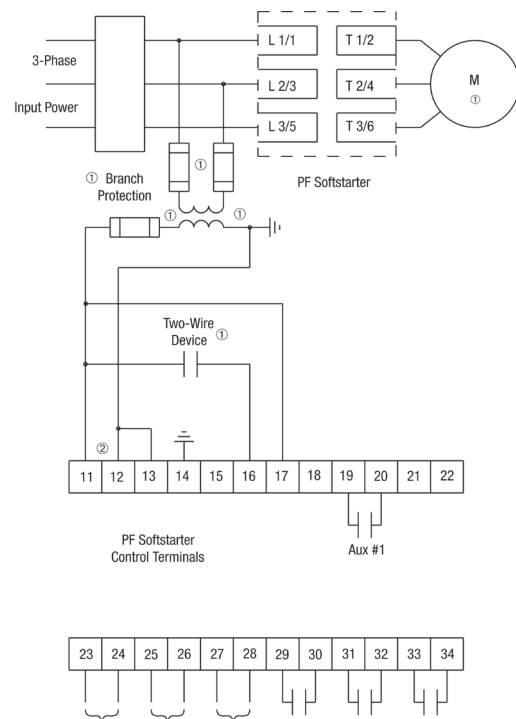 L 1/1
T 1/2
3-Phase
L 2/3
T 2/4
M
①
Input Power
L 3/5
T 3/6
①
① Branch
Protection
PF Softstarter
①
①
Two-Wire
Device ①
②
11 12 13 14 15 16 17 18 19 20 21 22
PF Softstarter
Control Terminals
Aux #1
23 24 25 26 27 28 29 30 31 32 33 34